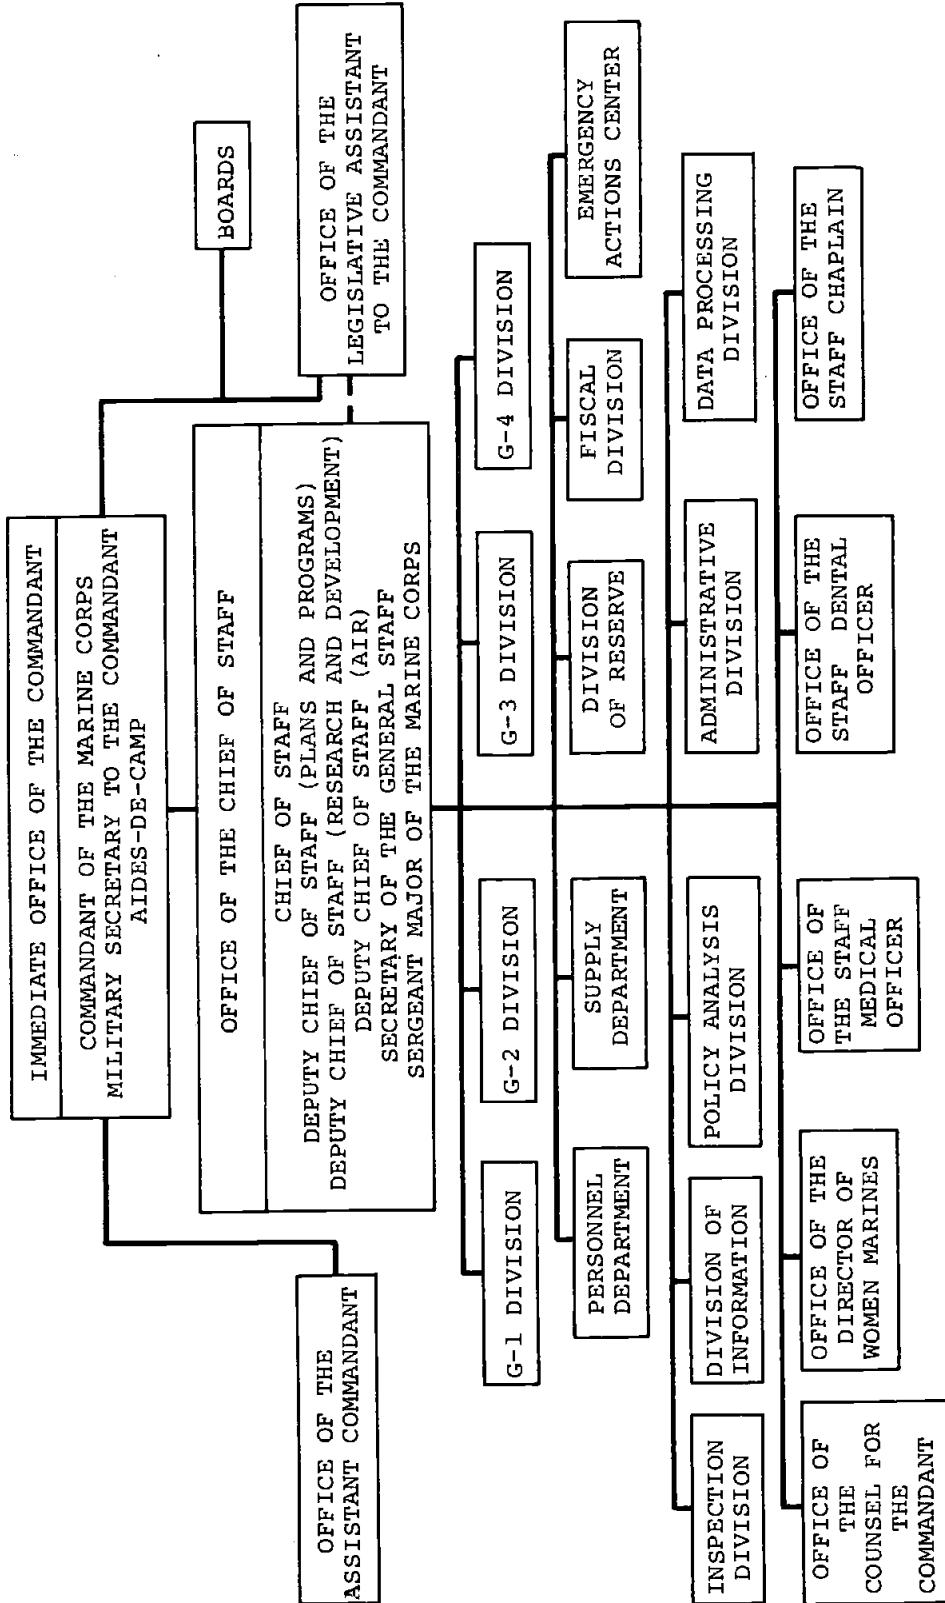 IMMEDIATE OFFICE OF THE COMMANDANT
COMMANDANT OF THE MARINE CORPS
MILITARY SECRETARY TO THE COMMANDANT
AIDES-DE-CAMP
BOARDS
OFFICE OF THE
ASSISTANT COMMANDANT
OFFICE OF THE CHIEF OF STAFF
CHIEF OF STAFF
DEPUTY CHIEF OF STAFF (PLANS AND PROGRAMS)
DEPUTY CHIEF OF STAFF (RESEARCH AND DEVELOPMENT)
DEPUTY CHIEF OF STAFF (AIR)
SECRETARY OF THE GENERAL STAFF
SERGEANT MAJOR OF THE MARINE CORPS
OFFICE OF THE
LEGISLATIVE ASSISTANT
TO THE COMMANDANT
G-1 DIVISION
G-2 DIVISION
G-3 DIVISION
G-4 DIVISION
PERSONNEL
DEPARTMENT
SUPPLY
DEPARTMENT
DIVISION
OF RESERVE
FISCAL
DIVISION
EMERGENCY
ACTIONS CENTER
INSPECTION
DIVISION
DIVISION OF
INFORMATION
POLICY ANALYSIS
DIVISION
ADMINISTRATIVE
DIVISION
DATA PROCESSING
DIVISION
OFFICE OF
THE
COUNSEL FOR
THE
COMMANDANT
OFFICE OF THE
DIRECTOR OF
WOMEN MARINES
OFFICE OF
THE STAFF
MEDICAL
OFFICER
OFFICE OF THE
STAFF DENTAL
OFFICER
OFFICE OF THE
STAFF CHAPLAIN